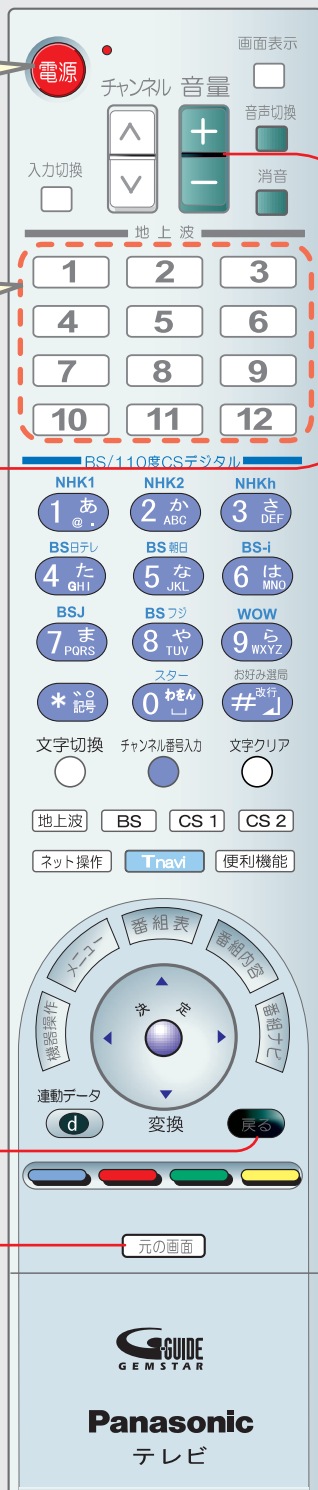 画面表示
電源
チャンネル 音量
音声切換
入力切換
消音
地上波
1 2 3
4 5 6
7 8 9
10 11 12
BS/110度CSデジタル
NHK1 NHK2 NHKh
1 あ @. 2 か ABC 3 さ DEF
BS日テレ BS朝日 BS-i
4 た GHI 5 な JKL 6 は MNO
BSJ BSフジ WOW
7 ま PQRS 8 や TUV 9 ら WXYZ
スター お好み選局
* 〃゜記号 0 わをん # 改行
文字切換 チャンネル番号入力 文字クリア
地上波 BS CS 1 CS 2
ネット操作 Tnavi 便利機能
メニュー 番組表 番組内容
機器操作 決定 番組ナビ
連動データ
d 変換 戻る
元の画面
G-GUIDE
GEMSTAR
Panasonic
テレビ